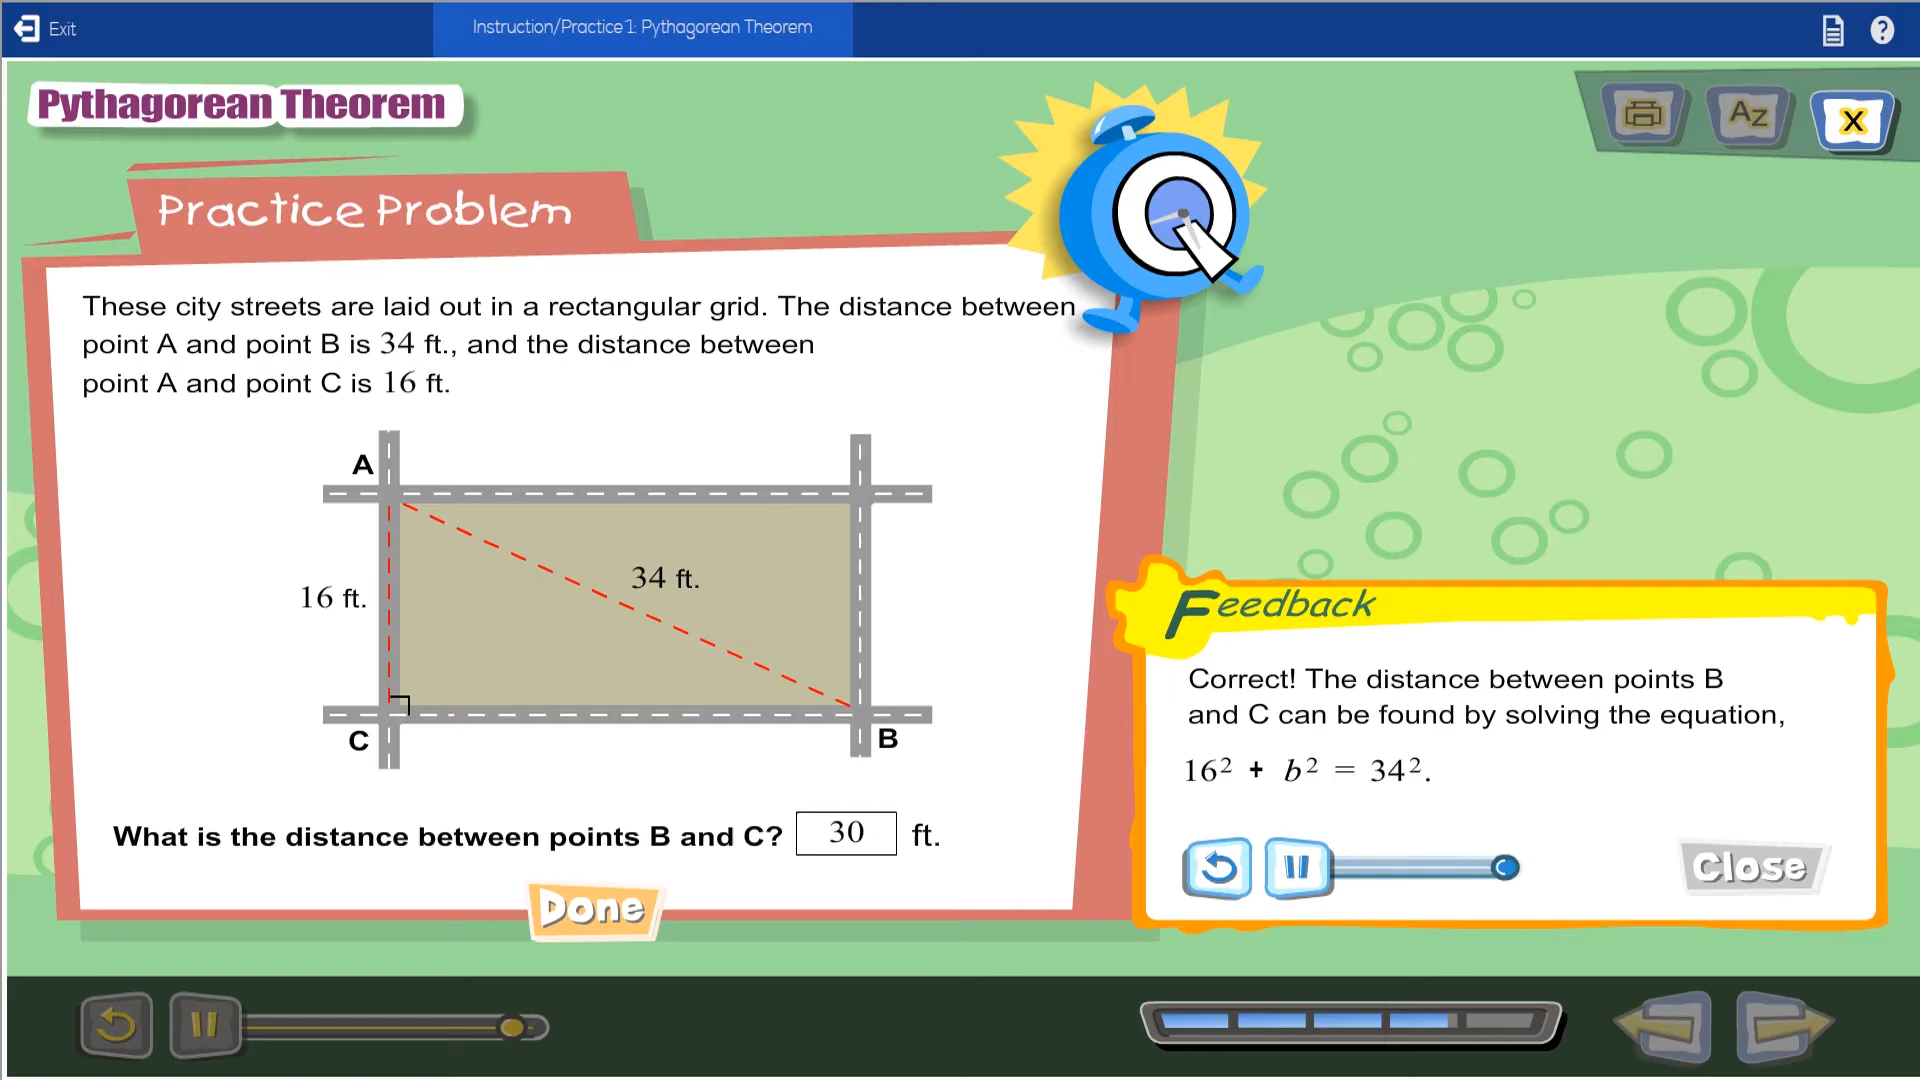 Exit
Instruction/Practice 1: Pythagorean Theorem
Pythagorean Theorem
AZ
X
Practice Problem
These city streets are laid out in a rectangular grid. The distance between
point A and point B is 34 ft., and the distance between
point A and point C is 16 ft.
A
34 ft.
16 ft.
C
B
What is the distance between points B and C? 30 ft.
Done
Feedback
Correct! The distance between points B
and C can be found by solving the equation,
16² + b² = 34².
Close